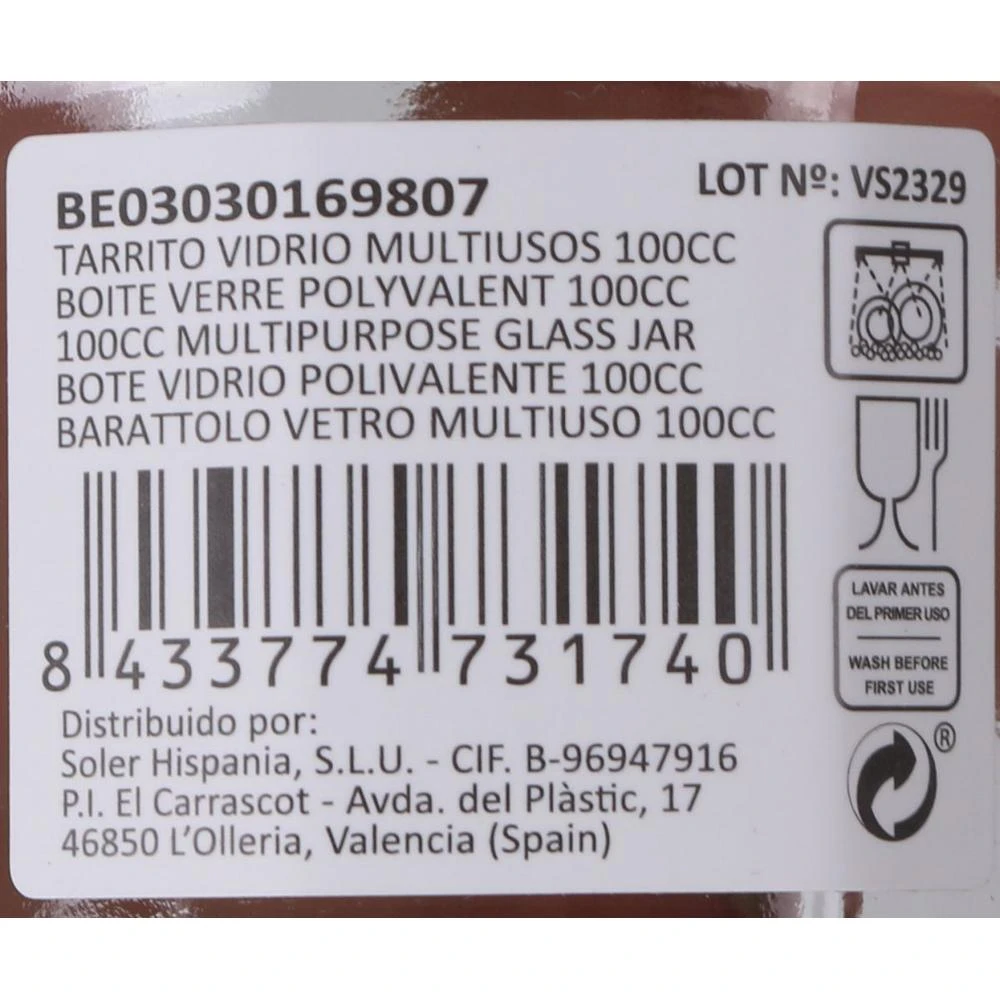 BE03030169807
LOT Nº: VS2329
TARRITO VIDRIO MULTIUSOS 100CC
BOITE VERRE POLYVALENT 100CC
100CC MULTIPURPOSE GLASS JAR
BOTE VIDRIO POLIVALENTE 100CC
BARATTOLO VETRO MULTIUSO 100CC
8 433774 731740
LAVAR ANTES
DEL PRIMER USO
WASH BEFORE
FIRST USE
®
Distribuido por:
Soler Hispania, S.L.U. - CIF. B-96947916
P.I. El Carrascot - Avda. del Plàstic, 17
46850 L'Olleria, Valencia (Spain)